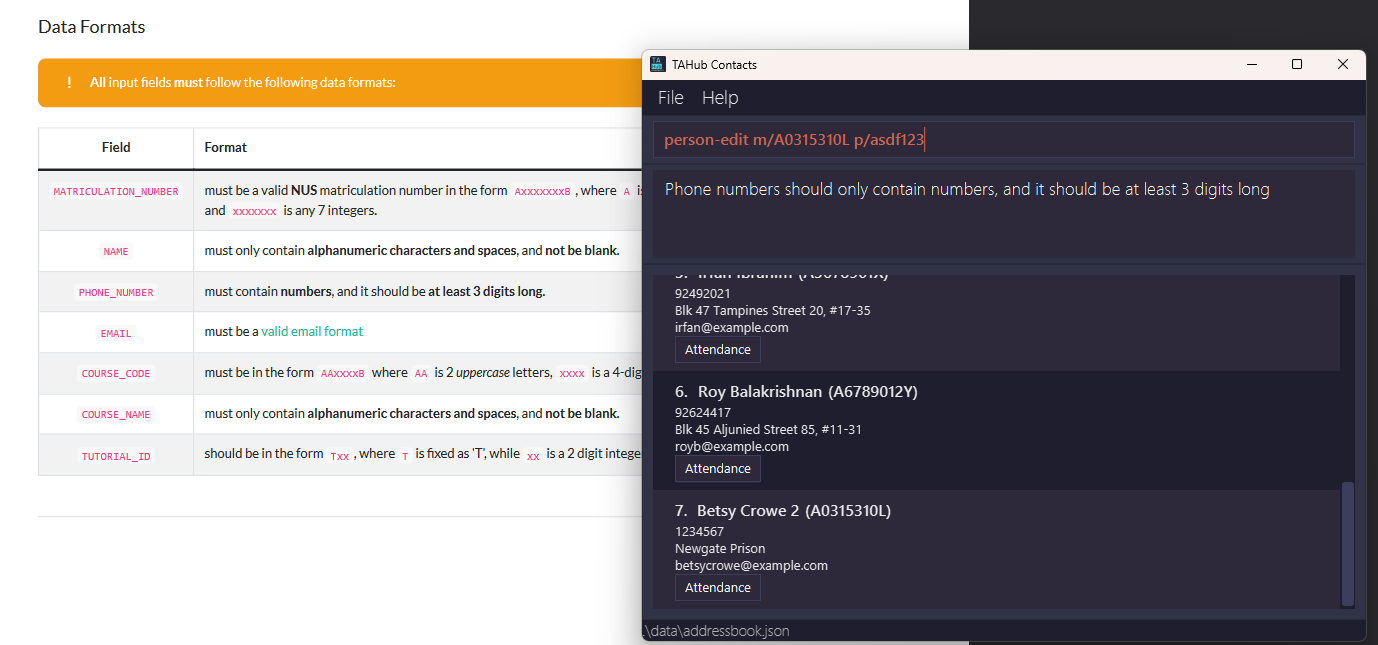 Data Formats
! All input fields must follow the following data formats:
Field Format
MATRICULATION_NUMBER must be a valid NUS matriculation number in the form AXXXXXXXB , where A
and XXXXXXX is any 7 integers.
NAME must only contain alphanumeric characters and spaces, and not be blank.
PHONE_NUMBER must contain numbers, and it should be at least 3 digits long.
EMAIL must be a valid email format
COURSE_CODE must be in the form AAXXXXB where AA is 2 uppercase letters, XXXX is a 4-dig
COURSE_NAME must only contain alphanumeric characters and spaces, and not be blank.
TUTORIAL_ID should be in the form Txx , where T is fixed as 'T', while xx is a 2 digit intege
TAHub Contacts
File Help
person-edit m/A0315310L p/asdf123
Phone numbers should only contain numbers, and it should be at least 3 digits long
5. Irfan Ibrahim (A5678901X)
92492021
Blk 47 Tampines Street 20, #17-35
irfan@example.com
Attendance
6. Roy Balakrishnan (A6789012Y)
92624417
Blk 45 Aljunied Street 85, #11-31
royb@example.com
Attendance
7. Betsy Crowe 2 (A0315310L)
1234567
Newgate Prison
betsycrowe@example.com
Attendance
.\data\addressbook.json